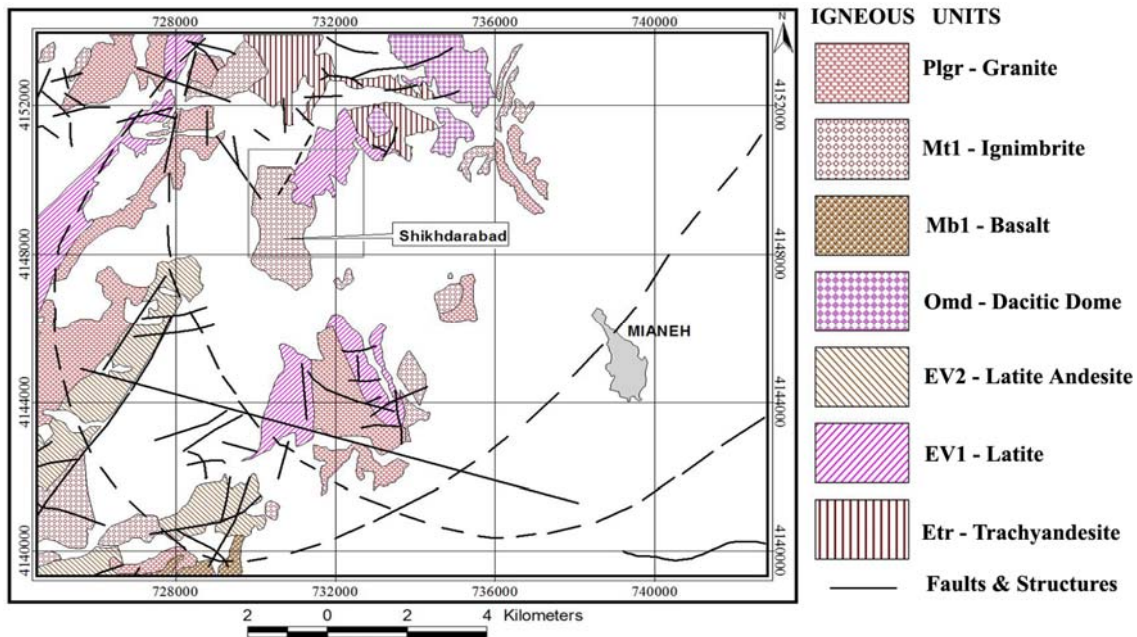 728000 732000 736000 740000
N
4152000 4152000
4148000 4148000
4144000 4144000
4140000 4140000
Shikhdarabad
MIANEH
728000 732000 736000 740000
2 0 2 4 Kilometers
IGNEOUS UNITS
Plgr - Granite
Mt1 - Ignimbrite
Mb1 - Basalt
Omd - Dacitic Dome
EV2 - Latite Andesite
EV1 - Latite
Etr - Trachyandesite
Faults & Structures